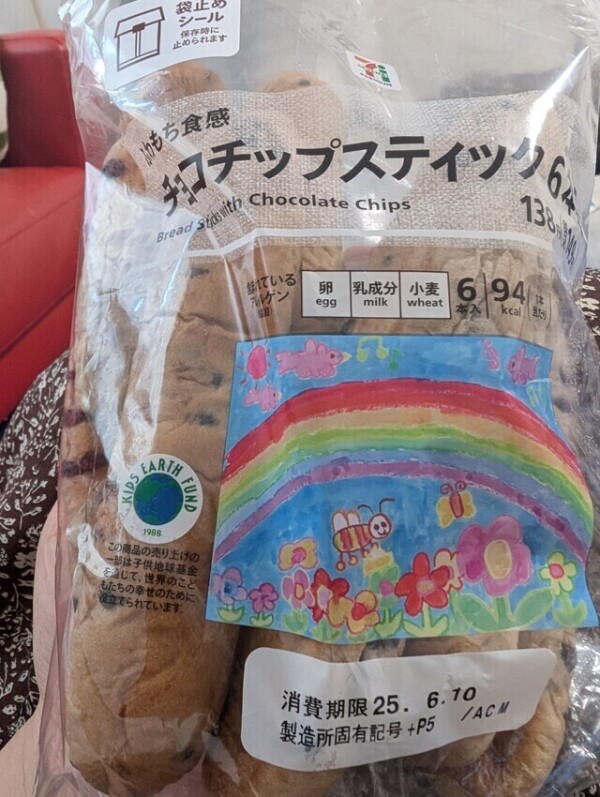 袋止め
シール
保存時に
止められます
もち食感
チョコチップスティック6本
Bread Sticks with Chocolate Chips
138
卵 乳成分 小麦 6 94
egg milk wheat 本入 kcal
KIDS EARTH FUND
1988
この商品の売り上げの
一部は子供地球基金
を通じて、世界のこど
もたちの幸せのために
役立てられています
消費期限 25. 6.10
製造所固有記号+P5 /ACM